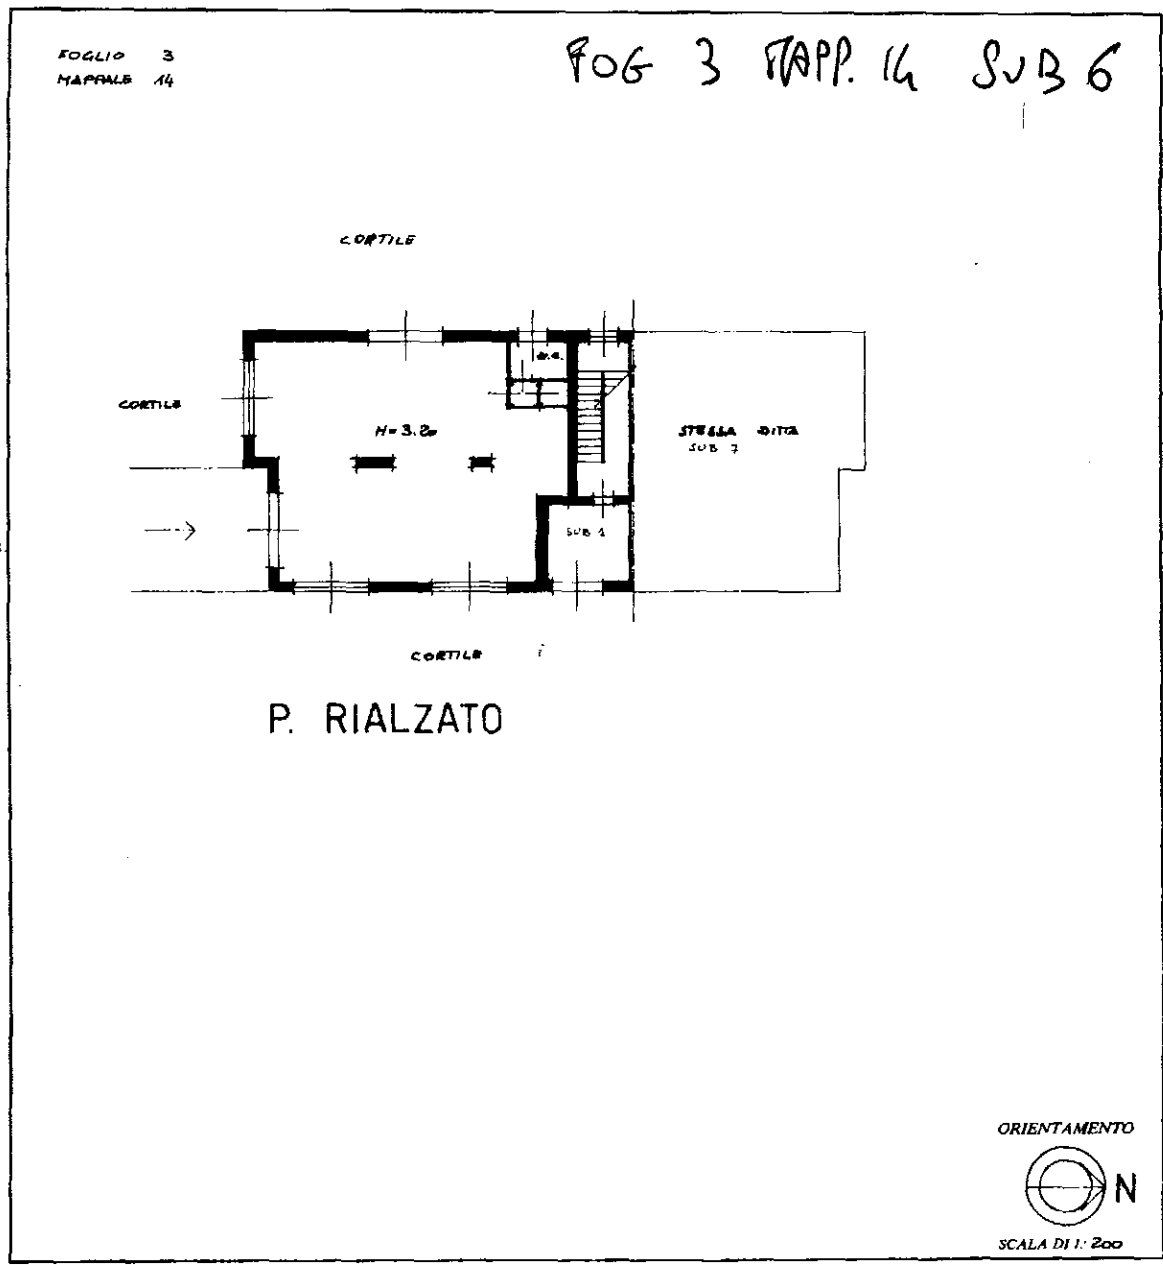 FOGLIO 3
MAPPALE 14
FOG 3 MAPP. 14 SUB 6
CORTILE
W.C.
CORTILE
H=3.20
STESSA DITTA
SUB 7
SUB 1
CORTILE
P. RIALZATO
ORIENTAMENTO
N
SCALA DI 1: 200